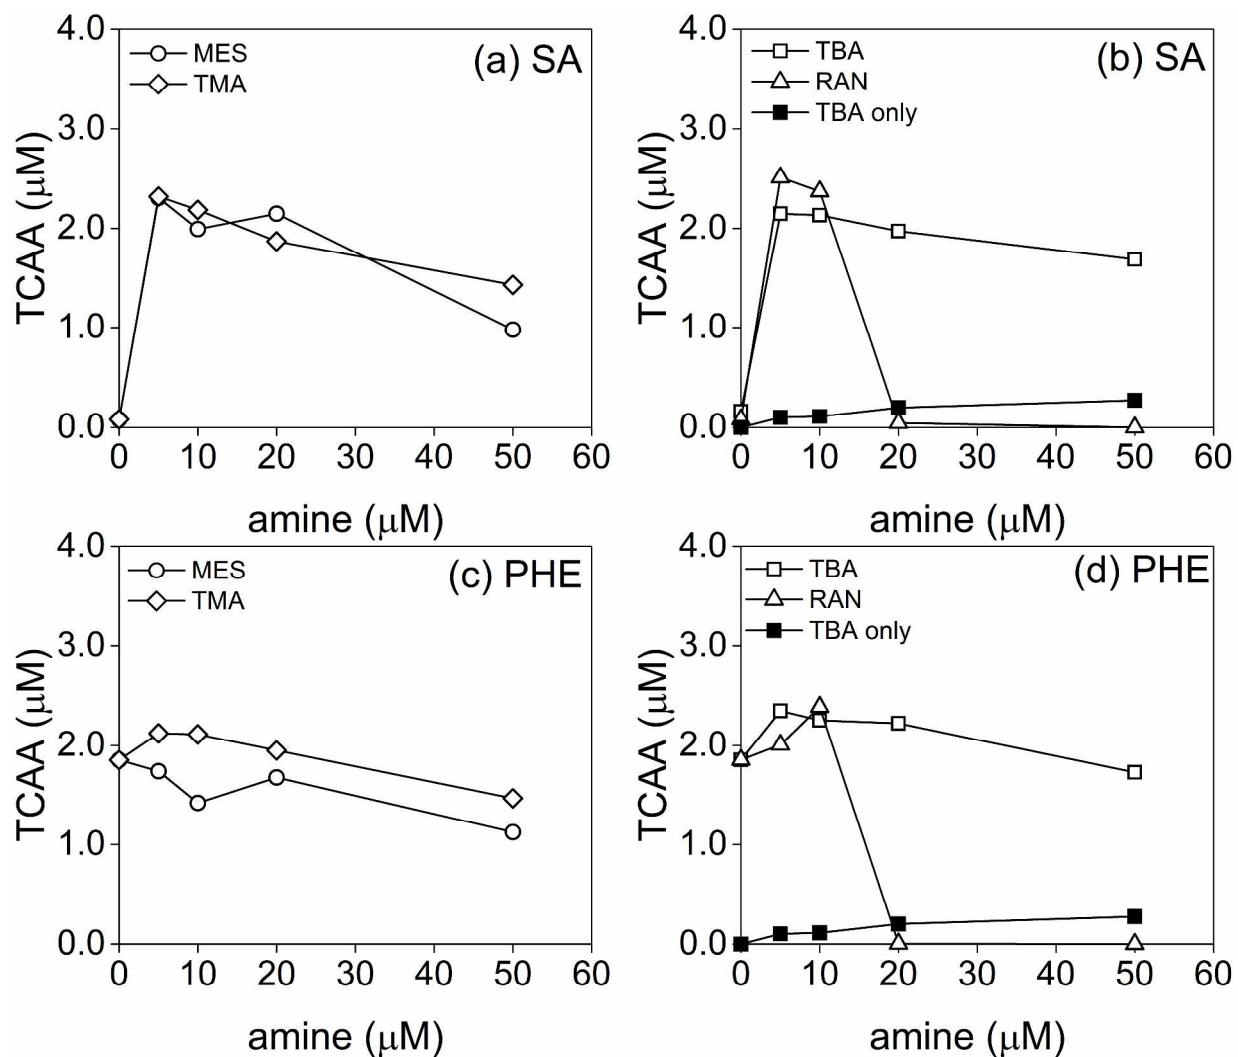 4.0
MES
TMA
(a) SA
3.0
2.0
1.0
0.0
TCAA (μM)
0 10 20 30 40 50 60
amine (μM)
4.0
TBA
RAN
TBA only
(b) SA
3.0
2.0
1.0
0.0
TCAA (μM)
0 10 20 30 40 50 60
amine (μM)
4.0
MES
TMA
(c) PHE
3.0
2.0
1.0
0.0
TCAA (μM)
0 10 20 30 40 50 60
amine (μM)
4.0
TBA
RAN
TBA only
(d) PHE
3.0
2.0
1.0
0.0
TCAA (μM)
0 10 20 30 40 50 60
amine (μM)